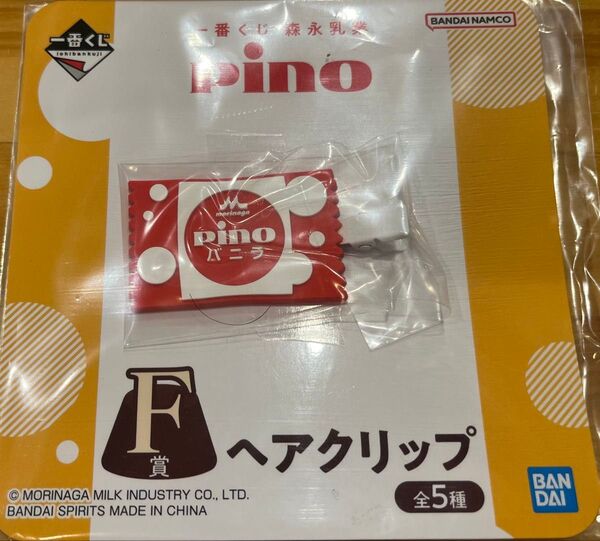 一番くじ
ichibankuji
一番くじ 森永乳業
BANDAI NAMCO
pino
morinaga
pino
バニラ
F
賞
ヘアクリップ
全5種
© MORINAGA MILK INDUSTRY CO., LTD.
BANDAI SPIRITS MADE IN CHINA
BAN
DAI